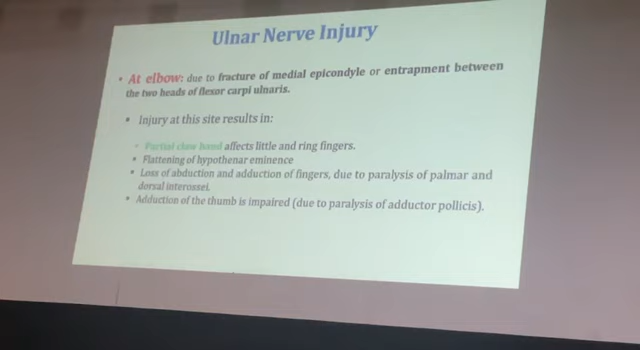 Ulnar Nerve Injury
• At elbow: due to fracture of medial epicondyle or entrapment between
the two heads of flexor carpi ulnaris.
• Injury at this site results in:
• Partial claw hand affects little and ring fingers.
• Flattening of hypothenar eminence
• Loss of abduction and adduction of fingers, due to paralysis of palmar and
dorsal interossei.
• Adduction of the thumb is impaired (due to paralysis of adductor pollicis).